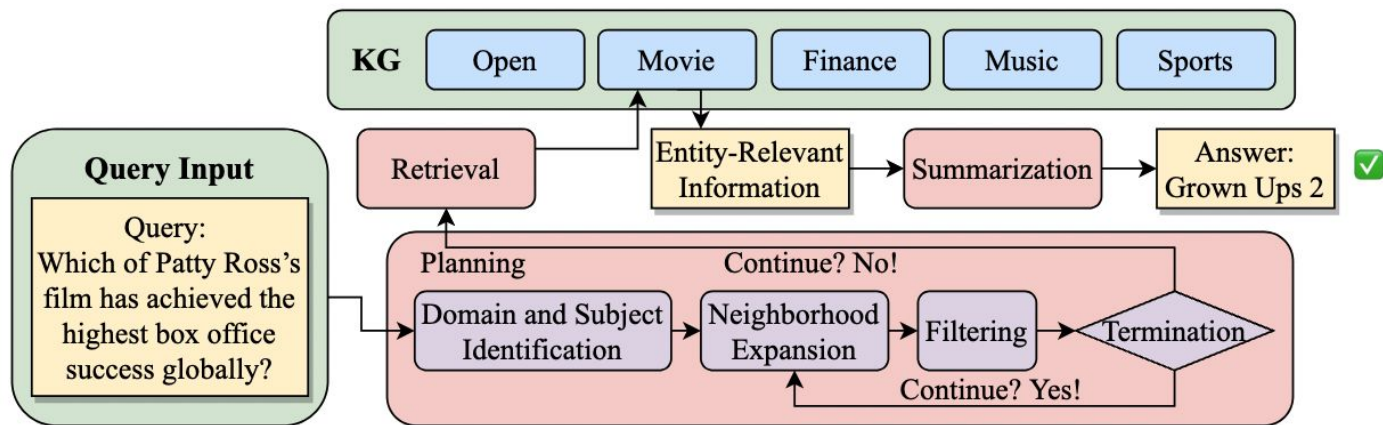 KG
Open
Movie
Finance
Music
Sports
Query Input
Query:
Which of Patty Ross's
film has achieved the
highest box office
success globally?
Retrieval
Entity-Relevant
Information
Summarization
Answer:
Grown Ups 2
Planning
Continue? No!
Domain and Subject
Identification
Neighborhood
Expansion
Filtering
Termination
Continue? Yes!